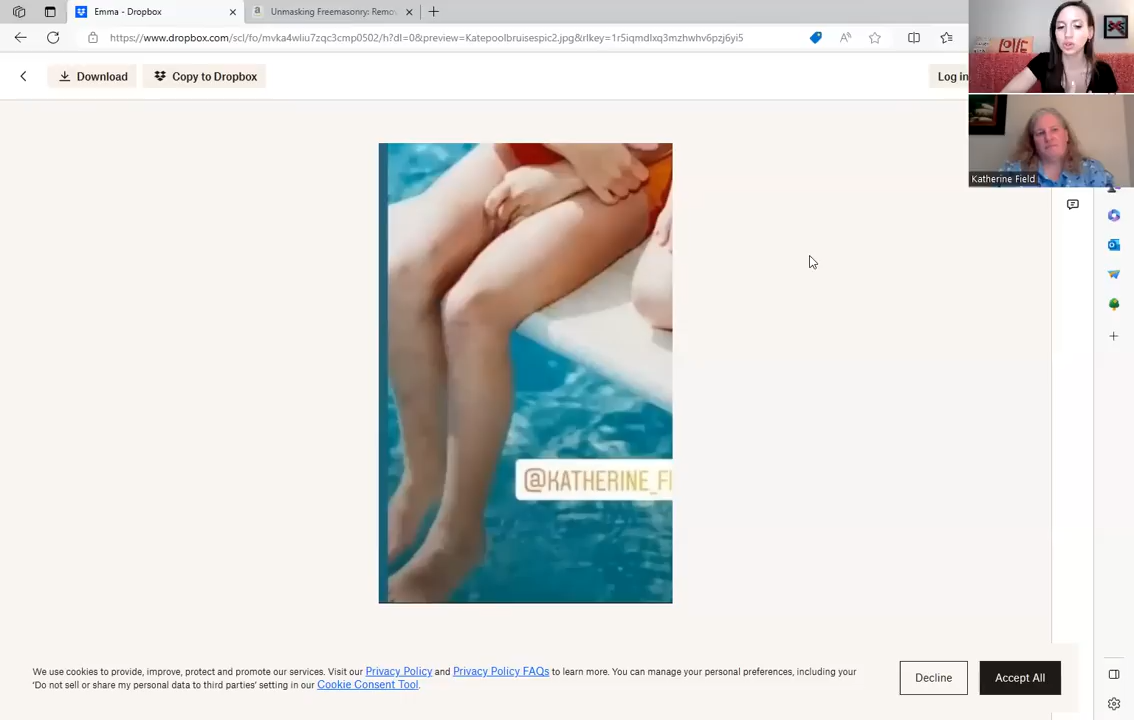 Emma - Dropbox
Unmasking Freemasonry: Remov
https://www.dropbox.com/scl/fo/mvka4wliu7zqc3cmp0502/h?dl=0&preview=Katepoolbruisespic2.jpg&rlkey=1r5iqmdlxq3mzhwhv6pzj6yi5
Download
Copy to Dropbox
Log in
LOVE
Katherine Field
@KATHERINE_FI
We use cookies to provide, improve, protect and promote our services. Visit our Privacy Policy and Privacy Policy FAQs to learn more. You can manage your personal preferences, including your
‘Do not sell or share my personal data to third parties’ setting in our Cookie Consent Tool.
Decline
Accept All